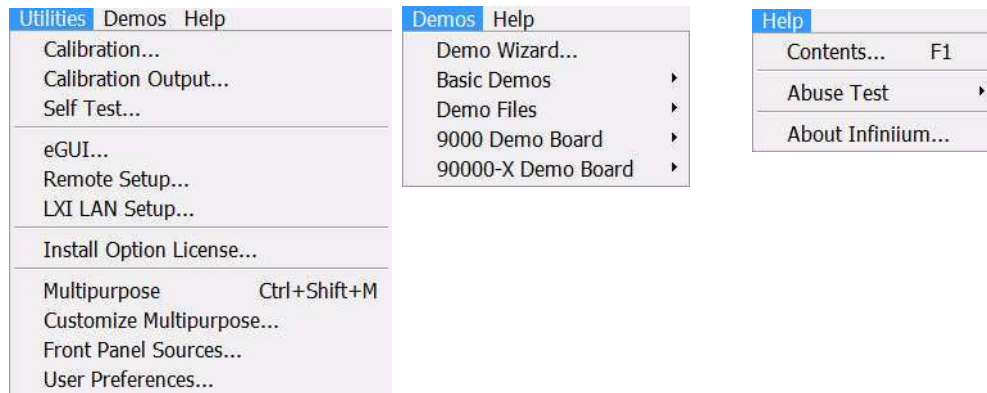 Utilities Demos Help
Calibration...
Calibration Output...
Self Test...
eGUI...
Remote Setup...
LXI LAN Setup...
Install Option License...
Multipurpose Ctrl+Shift+M
Customize Multipurpose...
Front Panel Sources...
User Preferences...
Demos Help
Demo Wizard...
Basic Demos
Demo Files
9000 Demo Board
90000-X Demo Board
Help
Contents... F1
Abuse Test
About Infiniium...